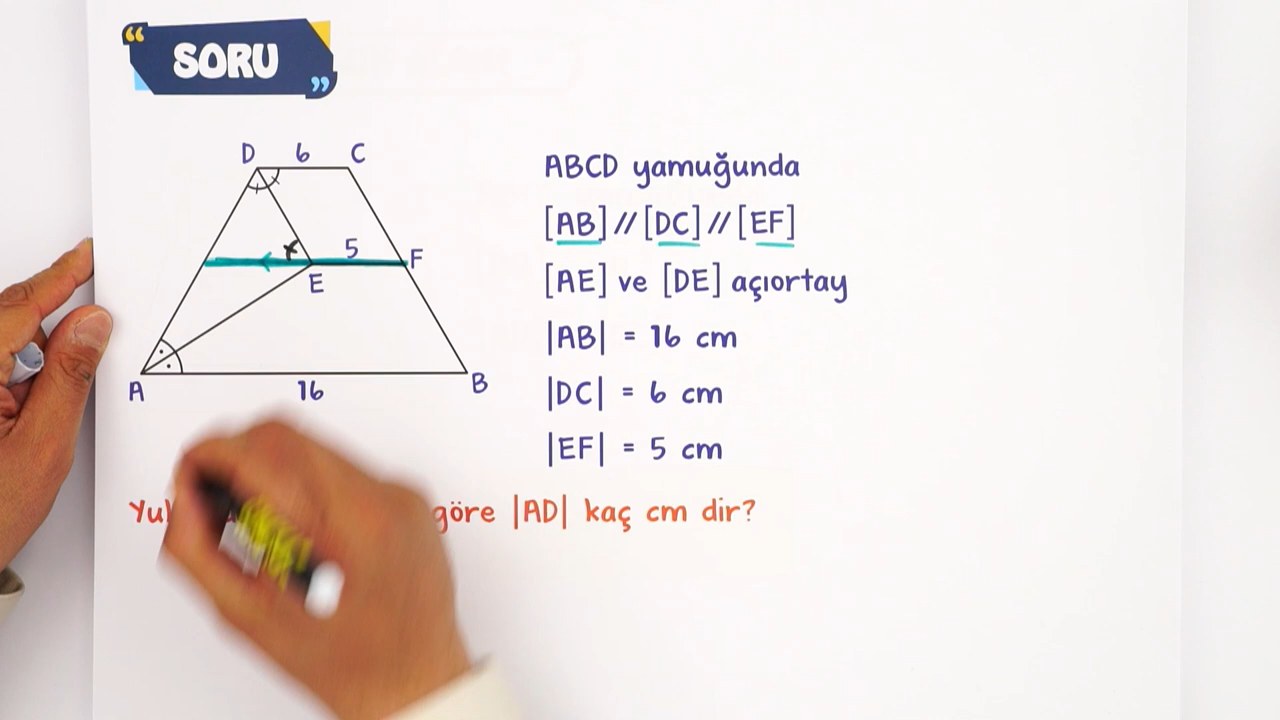 “ SORU ”
D 6 C
x 5 F
E
A 16 B
ABCD yamuğunda
[AB] // [DC] // [EF]
[AE] ve [DE] açıortay
|AB| = 16 cm
|DC| = 6 cm
|EF| = 5 cm
göre |AD| kaç cm dir?